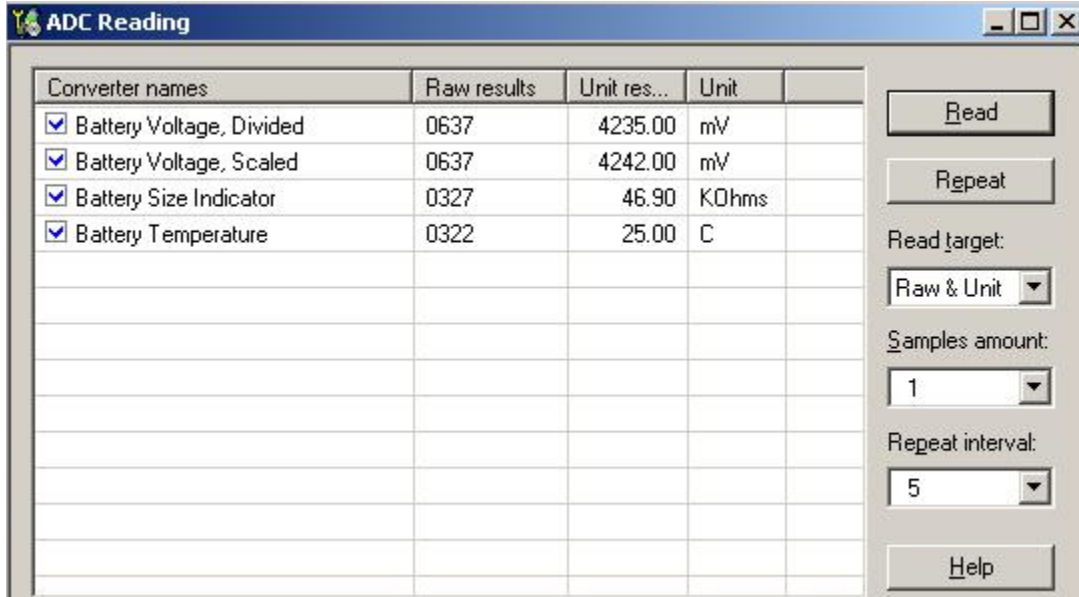 ADC Reading
Converter names Raw results Unit res... Unit
Battery Voltage, Divided 0637 4235.00 mV
Battery Voltage, Scaled 0637 4242.00 mV
Battery Size Indicator 0327 46.90 KOhms
Battery Temperature 0322 25.00 C
Read
Repeat
Read target:
Raw & Unit
Samples amount:
1
Repeat interval:
5
Help